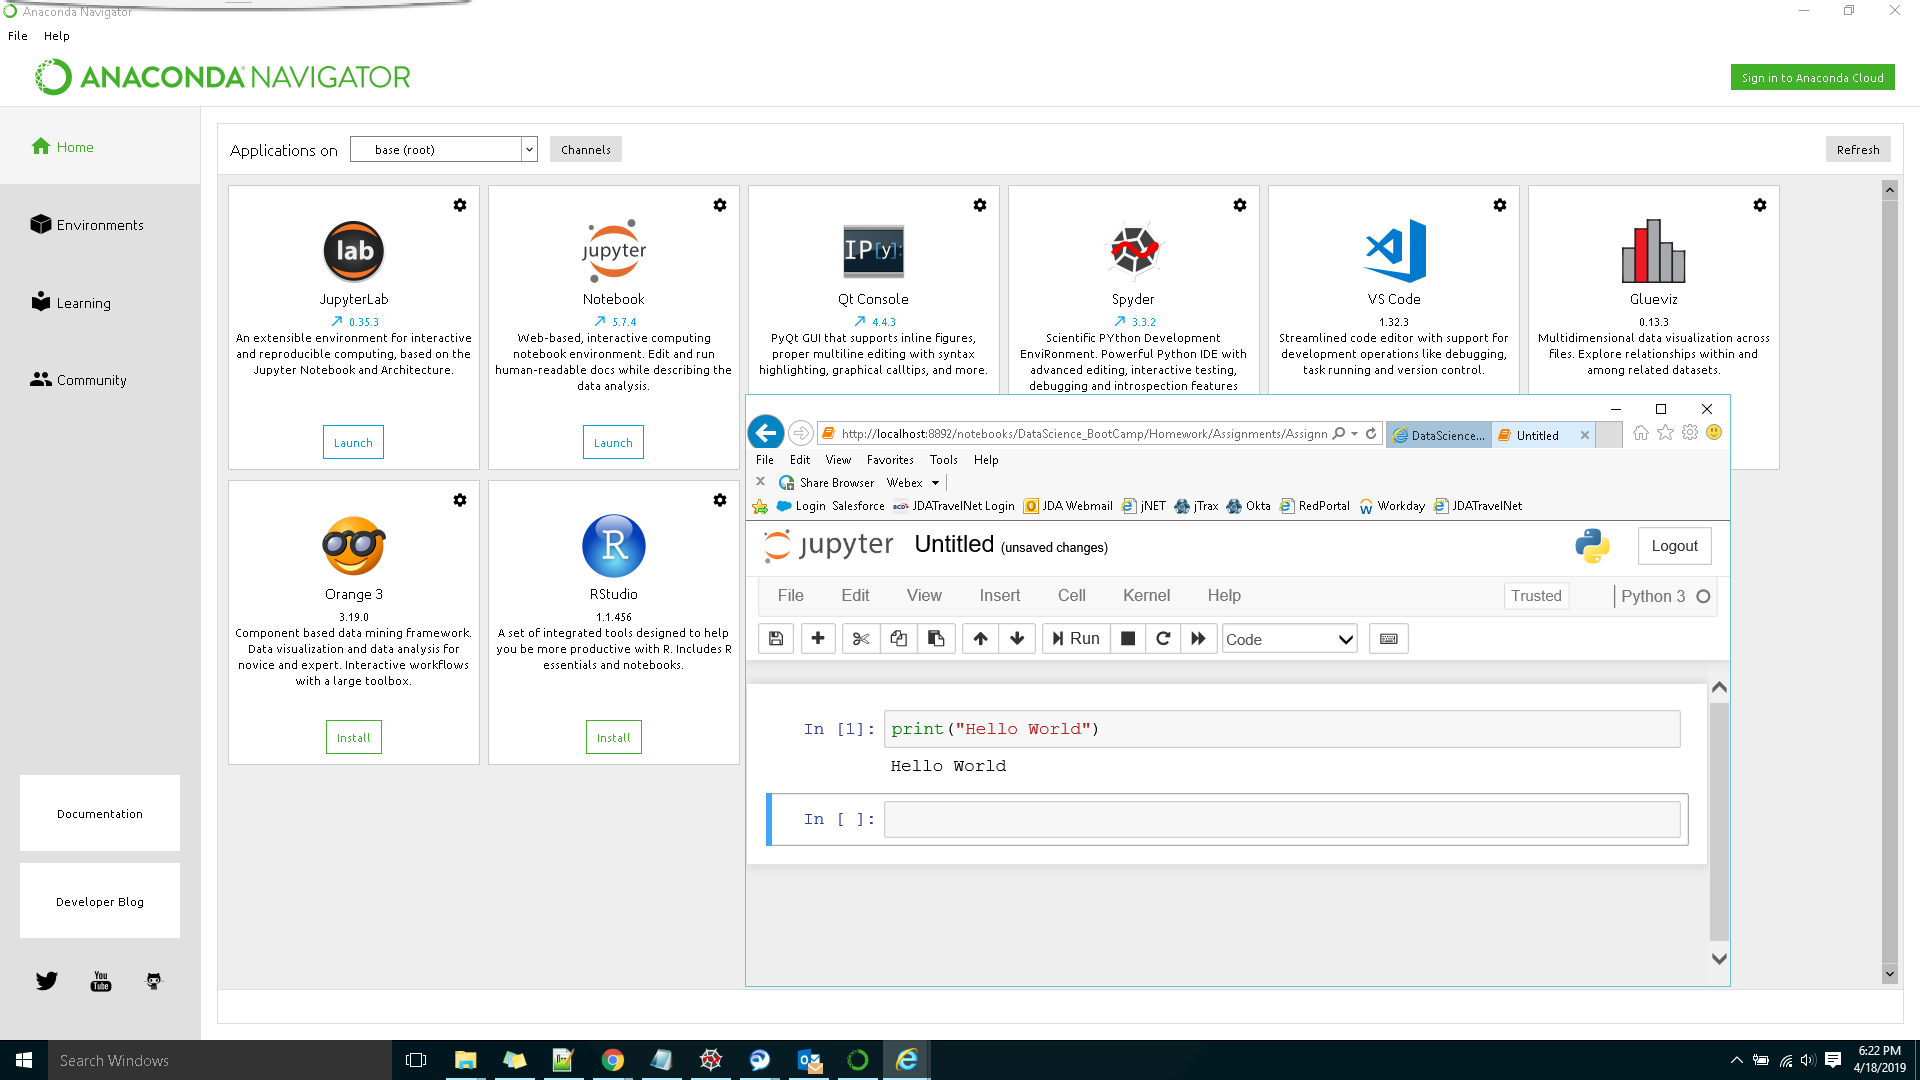 Anaconda Navigator
File Help
ANACONDA NAVIGATOR
Sign in to Anaconda Cloud
Home
Environments
Learning
Community
Documentation
Developer Blog
You
Tube
Applications on base (root) Channels Refresh
lab
JupyterLab
0.35.3
An extensible environment for interactive
and reproducible computing, based on the
Jupyter Notebook and Architecture.
Launch
jupyter
Notebook
5.7.4
Web-based, interactive computing
notebook environment. Edit and run
human-readable docs while describing the
data analysis.
Launch
IP[y]:
Qt Console
4.4.3
PyQt GUI that supports inline figures,
proper multiline editing with syntax
highlighting, graphical calltips, and more.
Spyder
3.3.2
Scientific PYthon Development
EnviRonment. Powerful Python IDE with
advanced editing, interactive testing,
debugging and introspection features
VS Code
1.32.3
Streamlined code editor with support for
development operations like debugging,
task running and version control.
Glueviz
0.13.3
Multidimensional data visualization across
files. Explore relationships within and
among related datasets.
Orange 3
3.19.0
Component based data mining framework.
Data visualization and data analysis for
novice and expert. Interactive workflows
with a large toolbox.
Install
R
RStudio
1.1.456
A set of integrated tools designed to help
you be more productive with R. Includes R
essentials and notebooks.
Install
http://localhost:8892/notebooks/DataScience_BootCamp/Homework/Assignments/Assignn
DataScience... Untitled
File Edit View Favorites Tools Help
x Share Browser Webex
Login Salesforce JDATravelNet Login JDA Webmail jNET jTrax Okta RedPortal Workday JDATravelNet
jupyter Untitled (unsaved changes) Logout
File Edit View Insert Cell Kernel Help Trusted Python 3
Run Code
In [1]: print("Hello World")
Hello World
In [ ]:
Search Windows
6:22 PM
4/18/2019